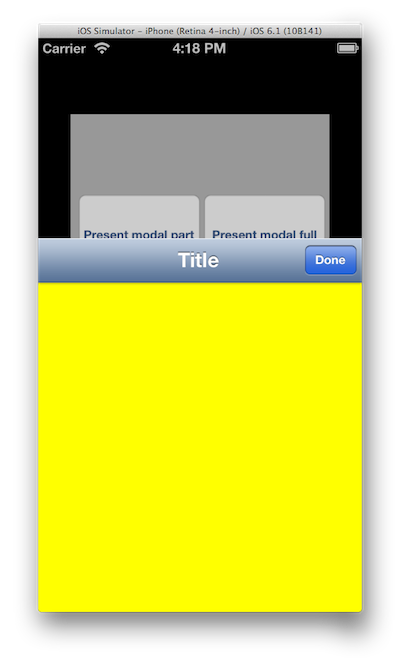 iOS Simulator - iPhone (Retina 4-inch) / iOS 6.1 (10B141)
Carrier 4:18 PM
Present modal part Present modal full
Title Done